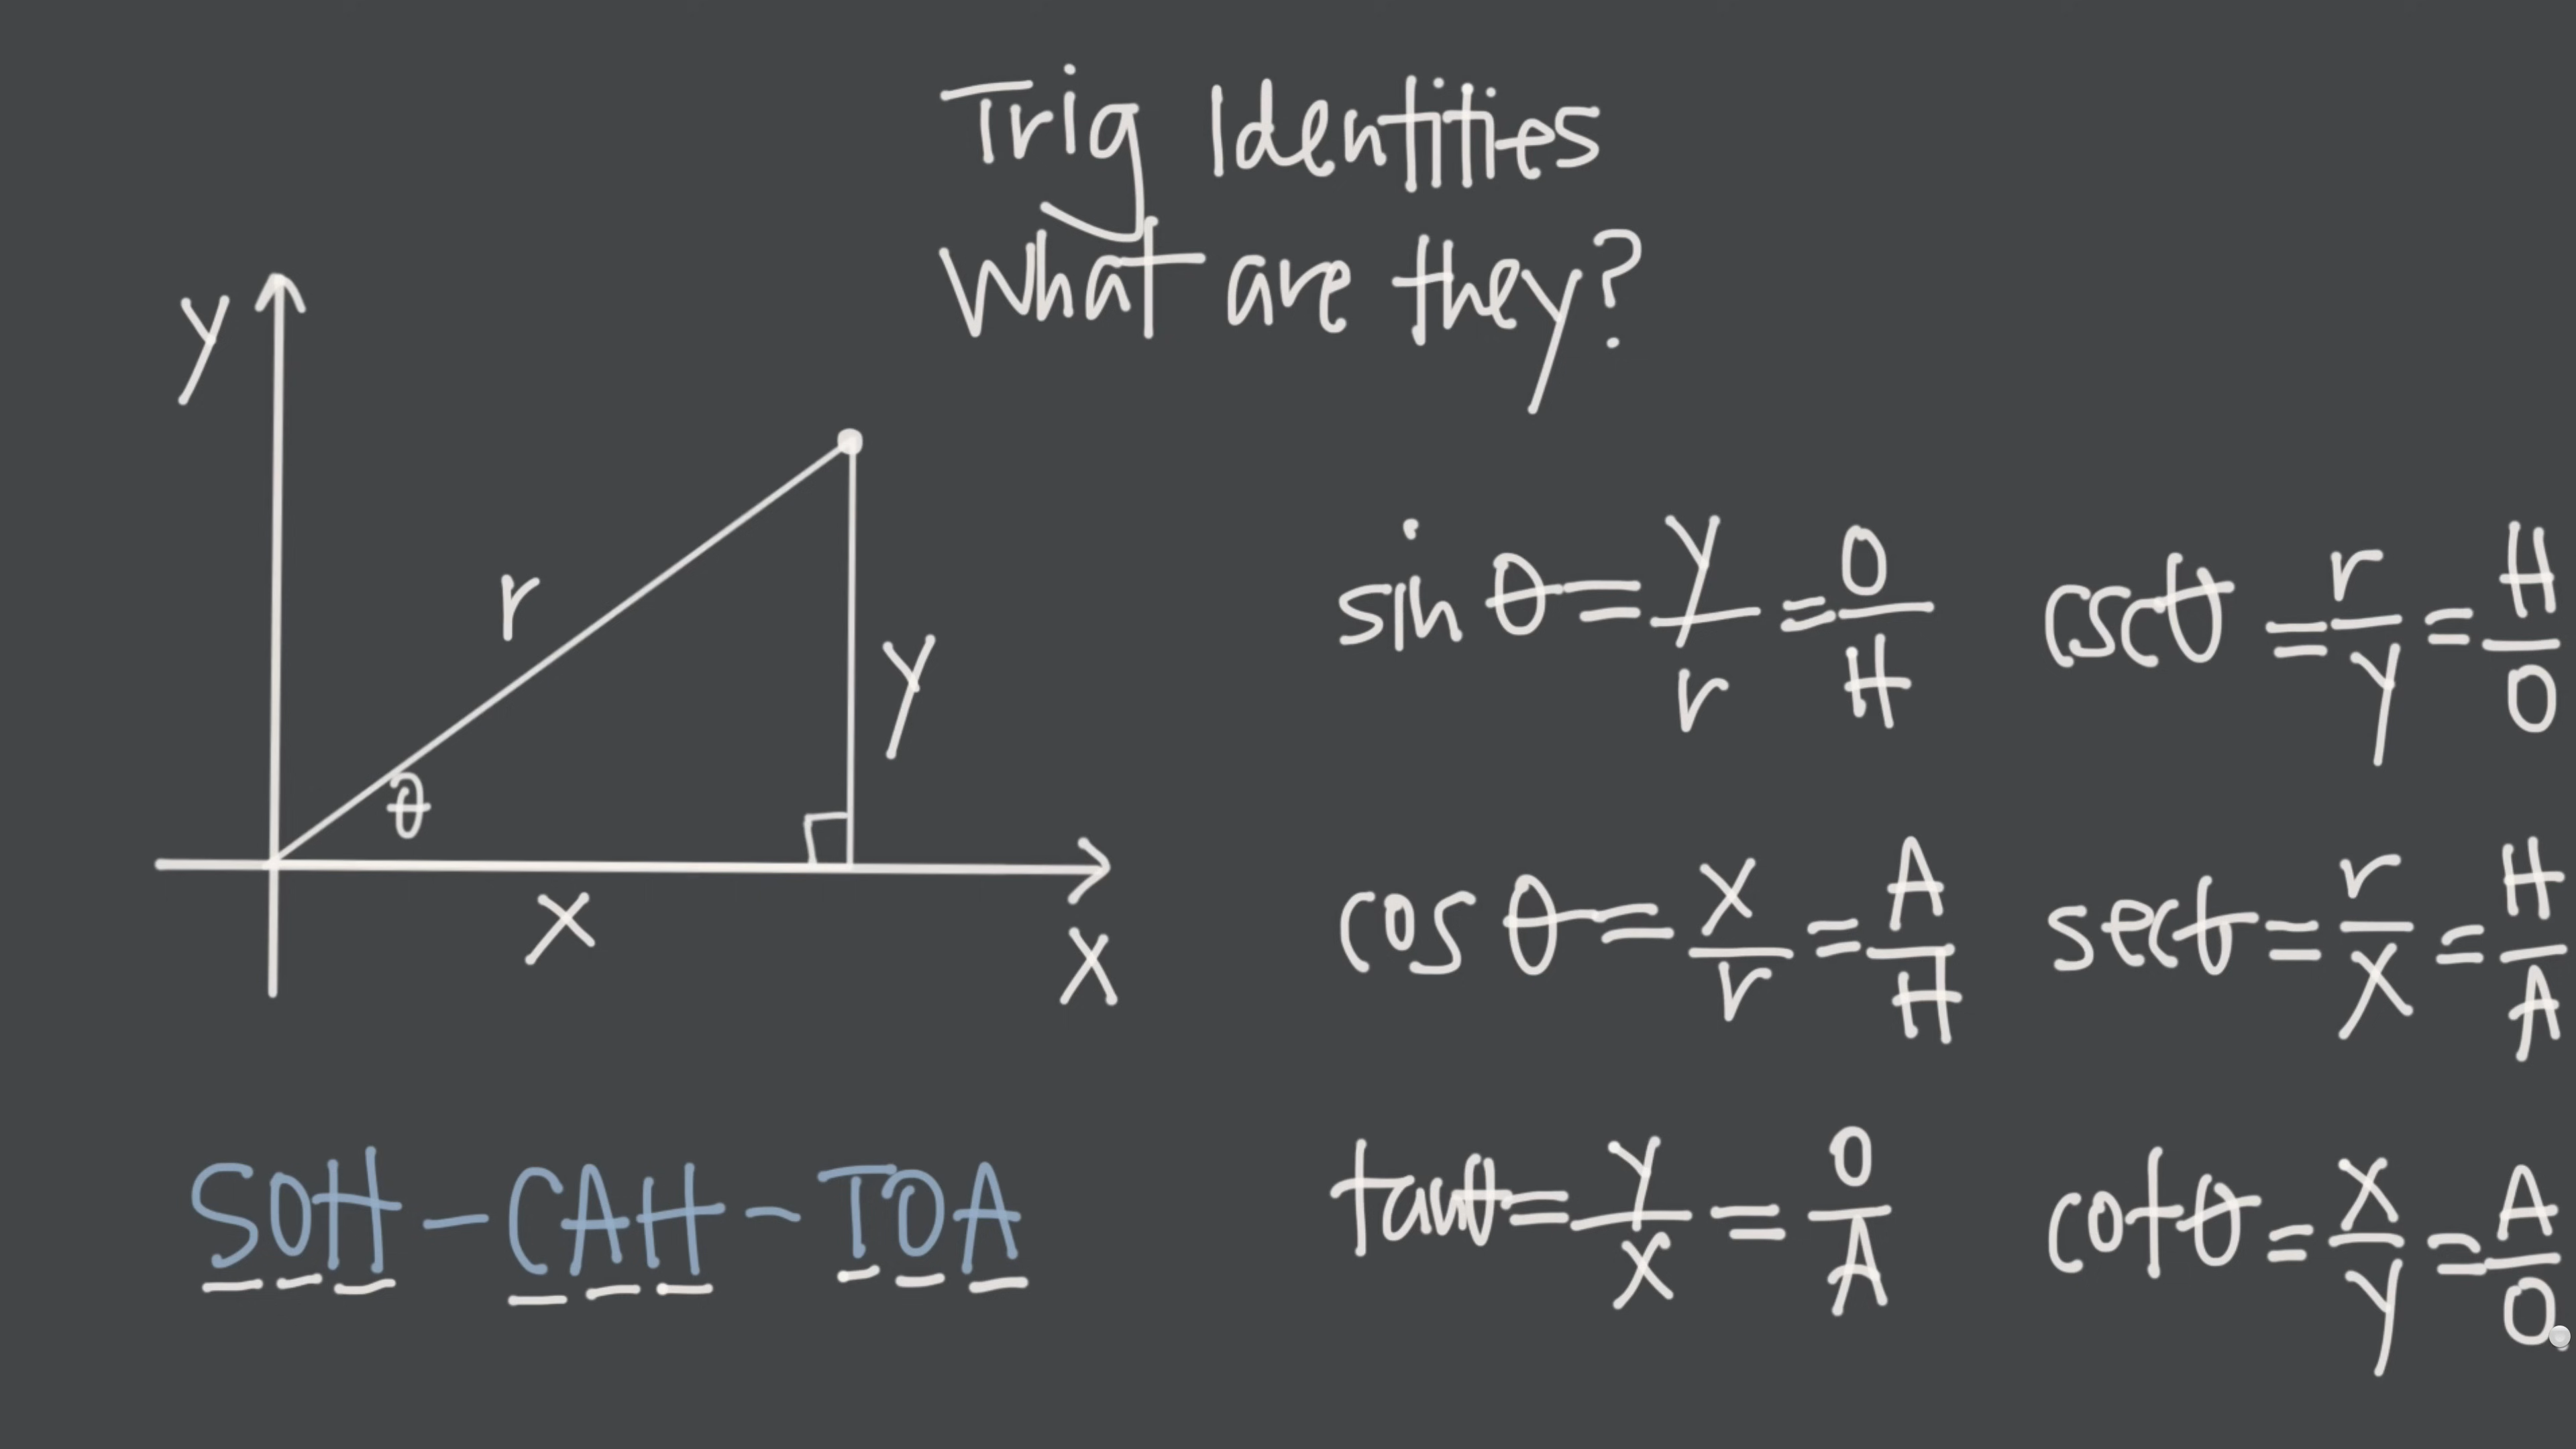 Trig Identities
What are they?
y
r
y
θ
x
x
sin θ = y/r = O/H
csc θ = r/y = H/O
cos θ = x/r = A/H
sec θ = r/x = H/A
tan θ = y/x = O/A
cot θ = x/y = A/O
SOH - CAH - TOA